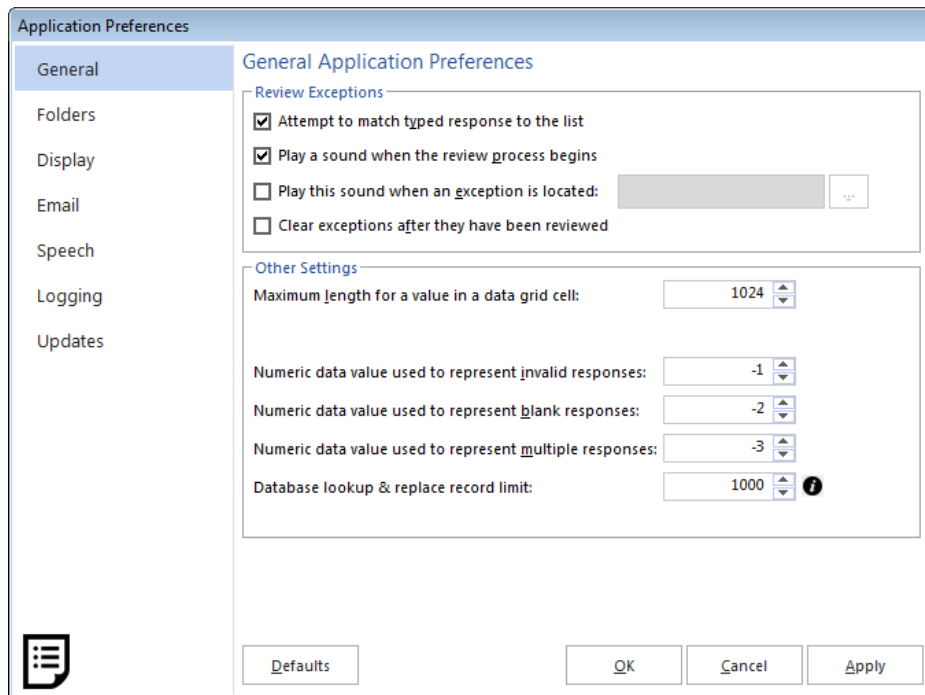 Application Preferences
General
Folders
Display
Email
Speech
Logging
Updates
General Application Preferences
Review Exceptions
Attempt to match typed response to the list
Play a sound when the review process begins
Play this sound when an exception is located:
...
Clear exceptions after they have been reviewed
Other Settings
Maximum length for a value in a data grid cell: 1024
Numeric data value used to represent invalid responses: -1
Numeric data value used to represent blank responses: -2
Numeric data value used to represent multiple responses: -3
Database lookup & replace record limit: 1000 i
Defaults OK Cancel Apply